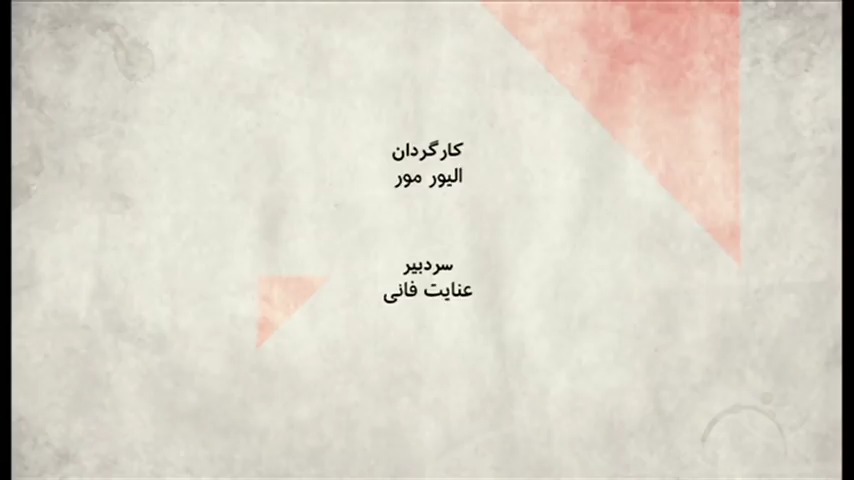 کارگردان
الیور مور
سردبیر
عنایت فانی